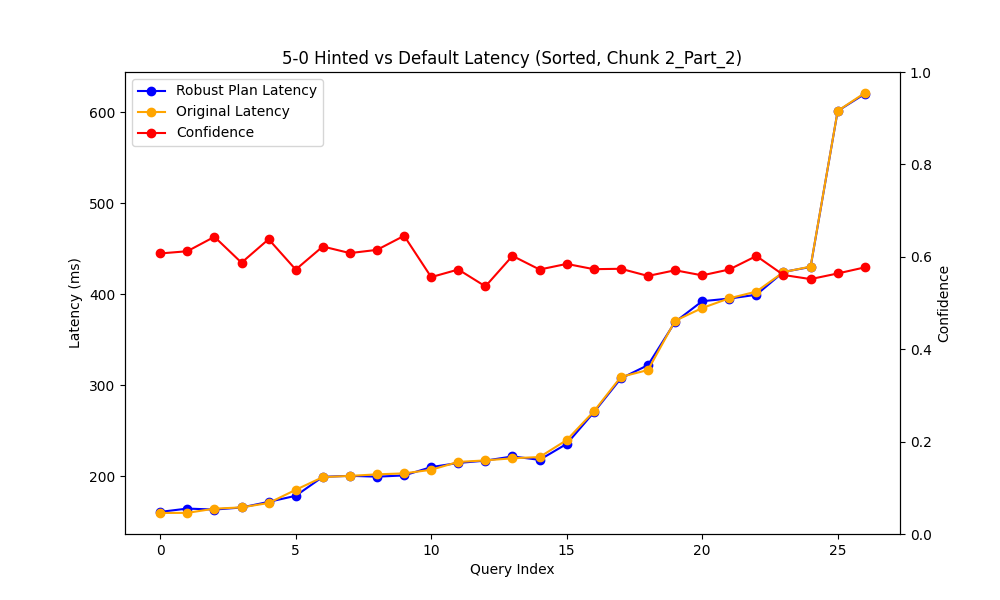 5-0 Hinted vs Default Latency (Sorted, Chunk 2_Part_2)
Robust Plan Latency
Original Latency
Confidence
600
500
400
300
200
Latency (ms)
1.0
0.8
0.6
0.4
0.2
0.0
Confidence
0 5 10 15 20 25
Query Index